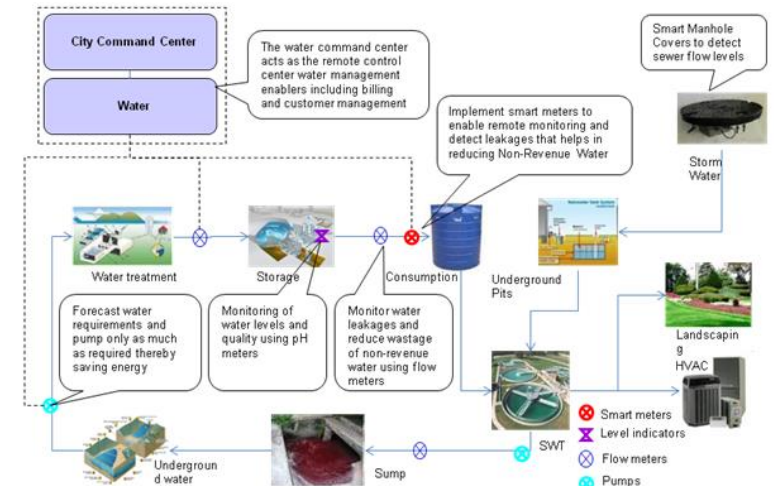 City Command Center
Water
The water command center
acts as the remote control
center water management
enablers including billing
and customer management
Smart Manhole
Covers to detect
sewer flow levels
Implement smart meters to
enable remote monitoring and
detect leakages that helps in
reducing Non-Revenue Water
Storm
Water
Water treatment
Storage
Consumption
Underground
Pits
Forecast water
requirements and
pump only as much
as required thereby
saving energy
Monitoring of
water levels and
quality using pH
meters
Monitor water
leakages and
reduce wastage
of non-revenue
water using flow
meters
Landscapin
g
HVAC
SWT
Smart meters
Level indicators
Flow meters
Pumps
Undergroun
d water
Sump